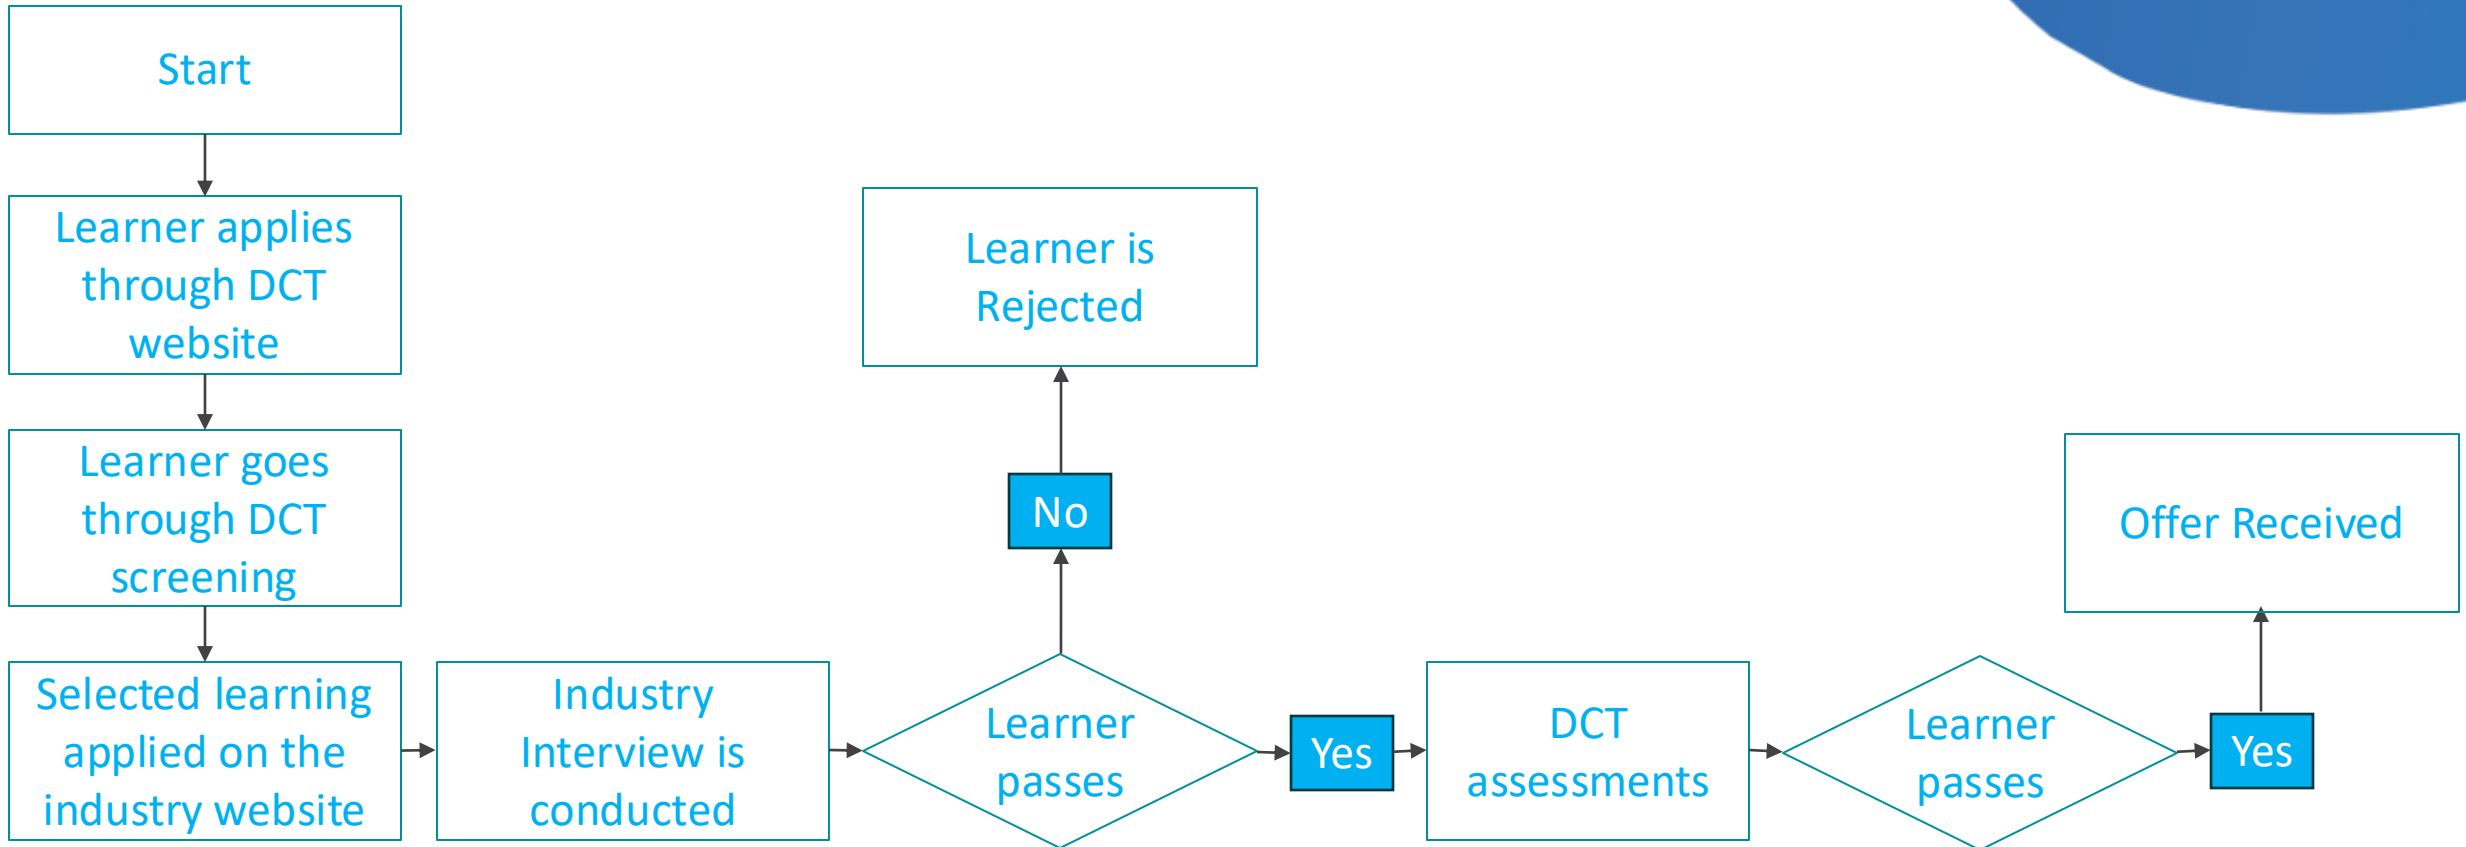 Start
Learner applies
through DCT
website
Learner goes
through DCT
screening
Selected learning
applied on the
industry website
Industry
Interview is
conducted
Learner
passes
No
Learner is
Rejected
Yes
DCT
assessments
Learner
passes
Yes
Offer Received